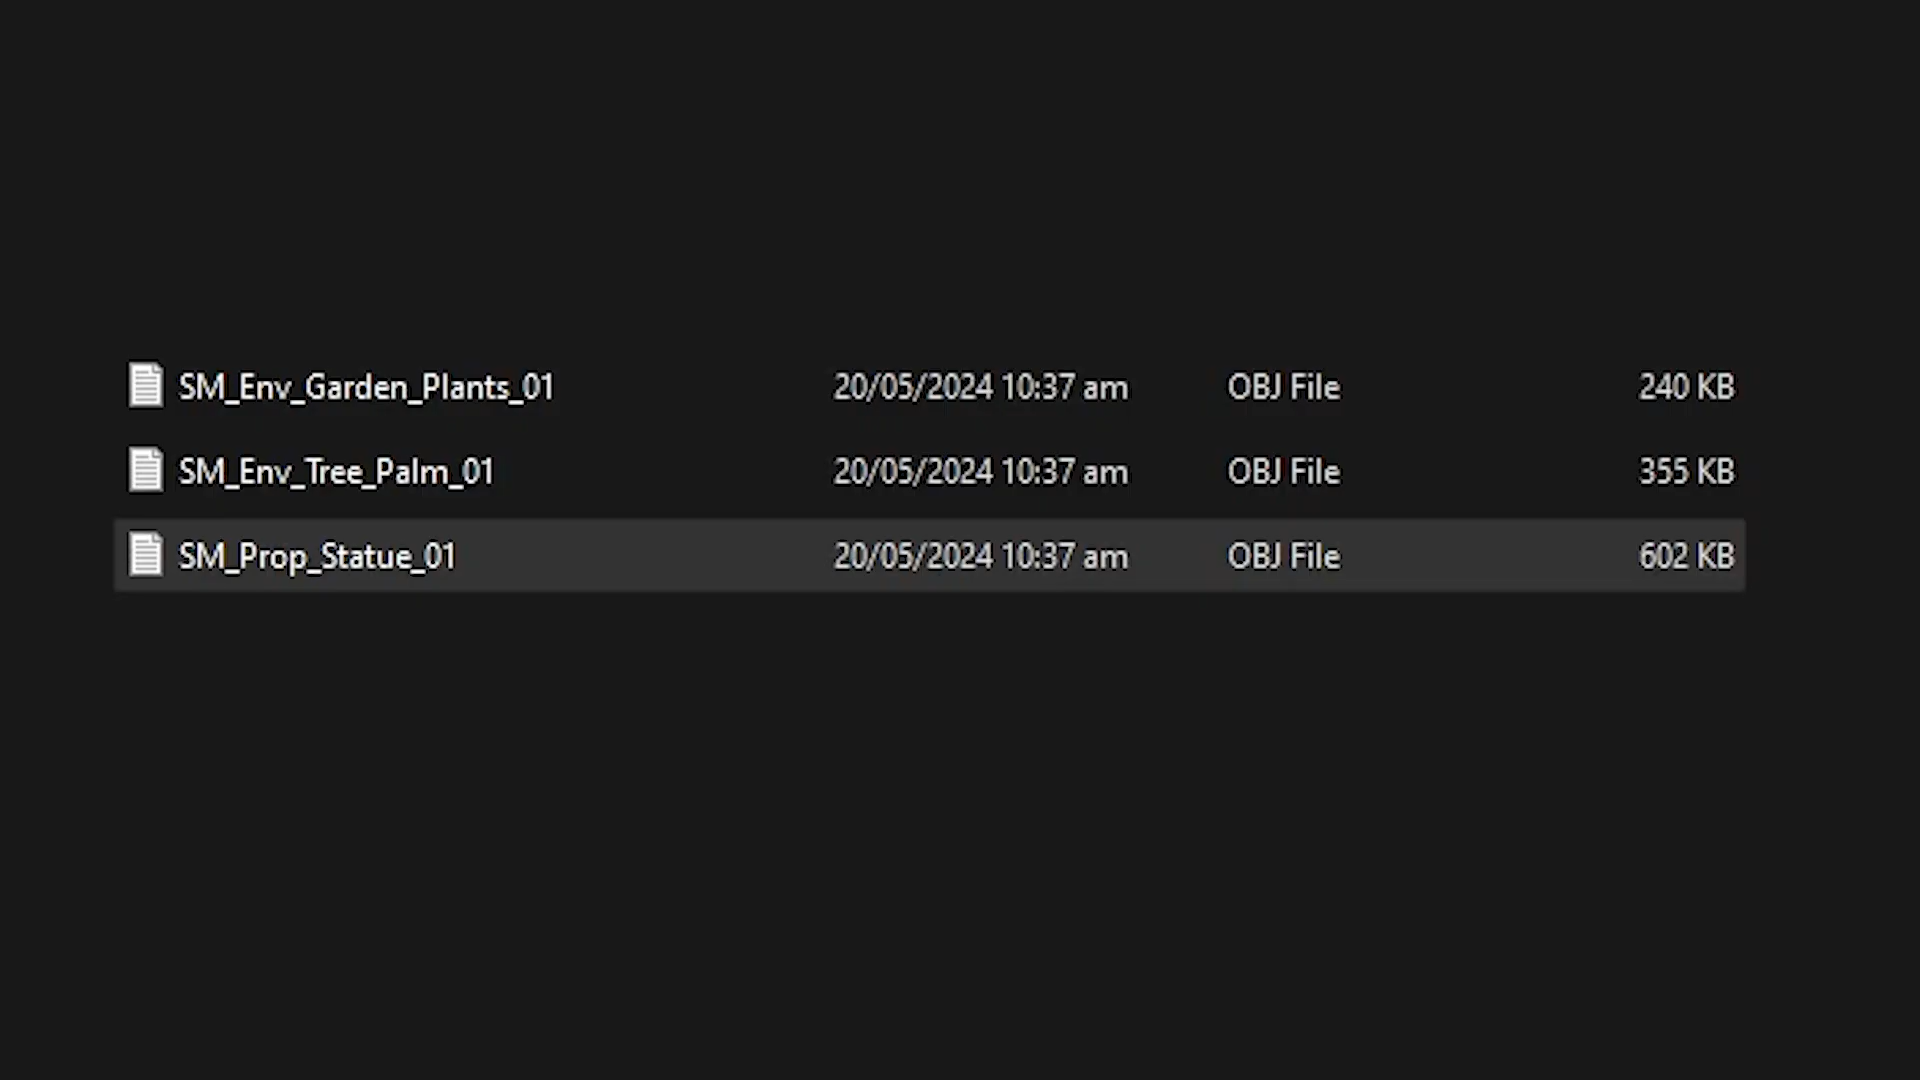 SM_Env_Garden_Plants_01 20/05/2024 10:37 am OBJ File 240 KB
SM_Env_Tree_Palm_01 20/05/2024 10:37 am OBJ File 355 KB
SM_Prop_Statue_01 20/05/2024 10:37 am OBJ File 602 KB